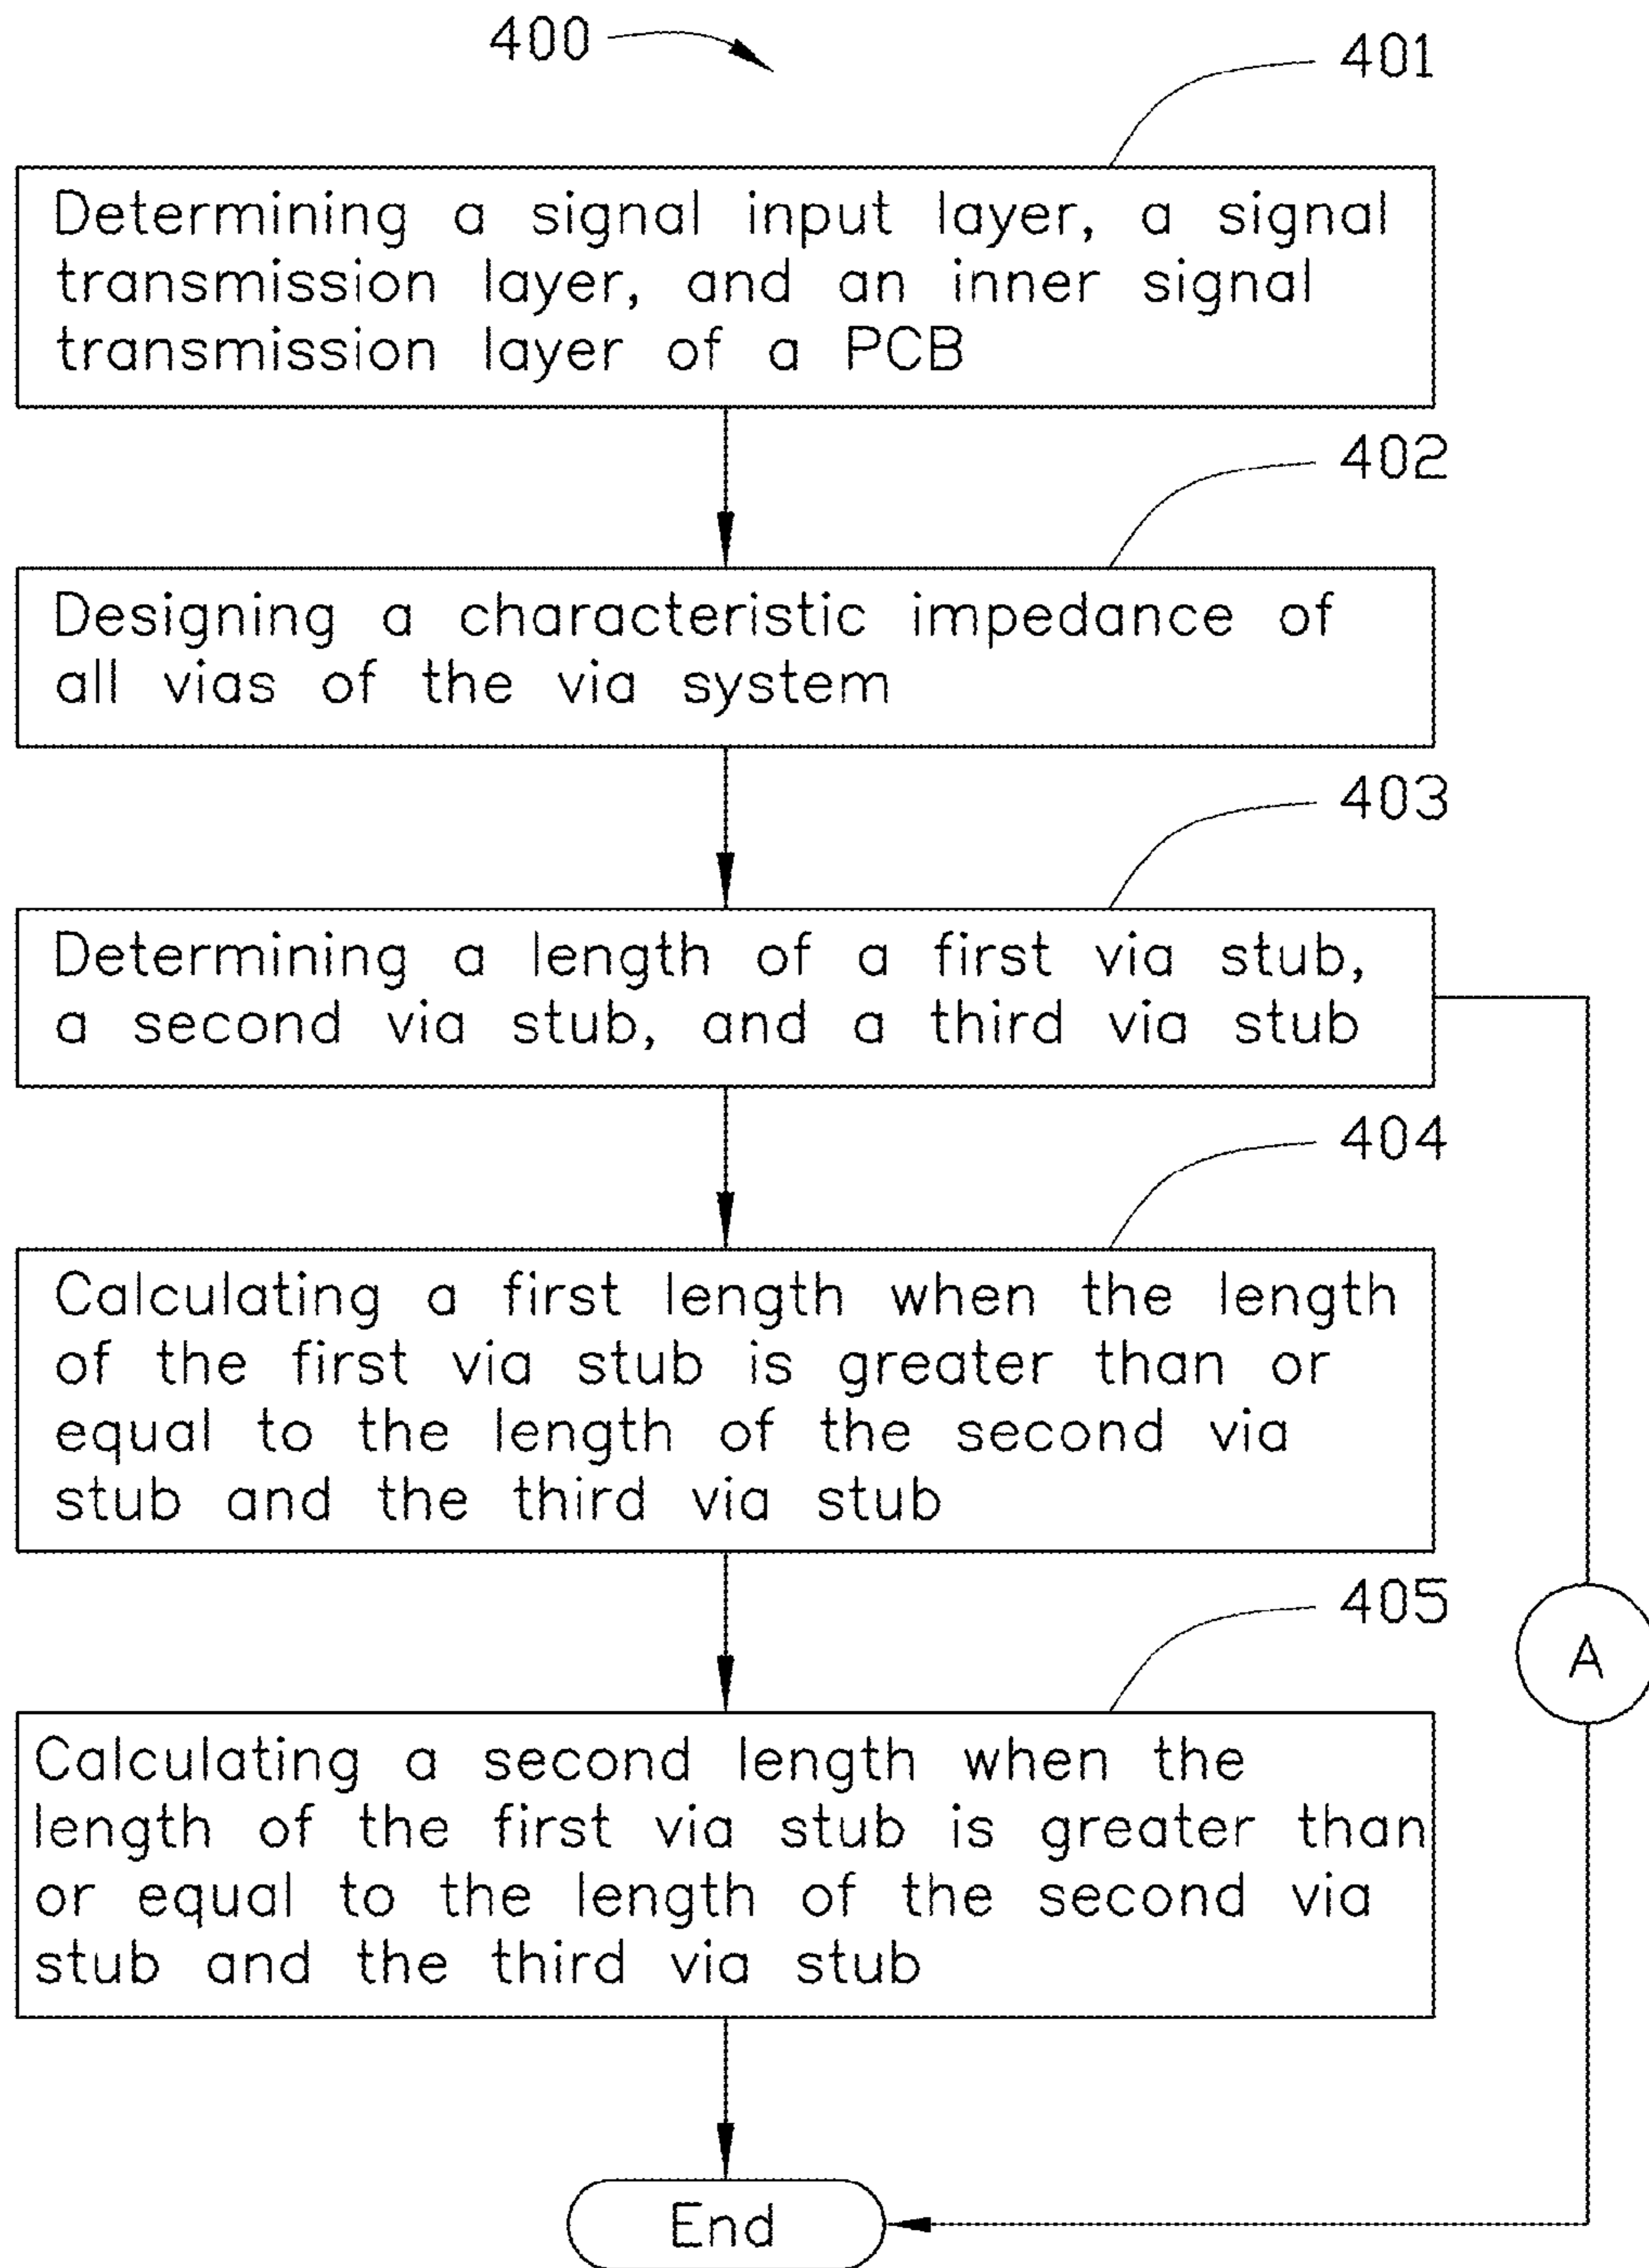 400
401
Determining a signal input layer, a signal
transmission layer, and an inner signal
transmission layer of a PCB
402
Designing a characteristic impedance of
all vias of the via system
403
Determining a length of a first via stub,
a second via stub, and a third via stub
404
Calculating a first length when the length
of the first via stub is greater than or
equal to the length of the second via
stub and the third via stub
405
A
Calculating a second length when the
length of the first via stub is greater than
or equal to the length of the second via
stub and the third via stub
End